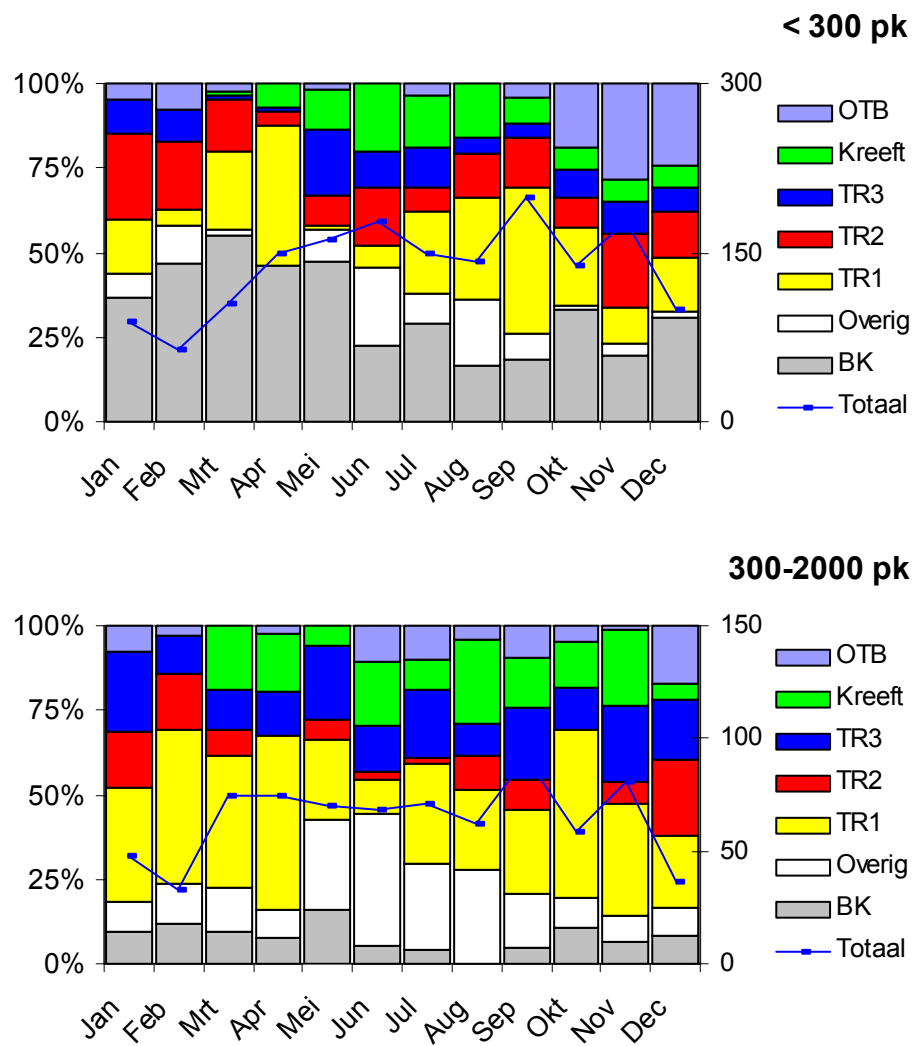 < 300 pk
100%
75%
50%
25%
0%
300
150
0
Jan
Feb
Mrt
Apr
Mei
Jun
Jul
Aug
Sep
Okt
Nov
Dec
OTB
Kreeft
TR3
TR2
TR1
Overig
BK
Totaal
300-2000 pk
100%
75%
50%
25%
0%
150
100
50
0
Jan
Feb
Mrt
Apr
Mei
Jun
Jul
Aug
Sep
Okt
Nov
Dec
OTB
Kreeft
TR3
TR2
TR1
Overig
BK
Totaal